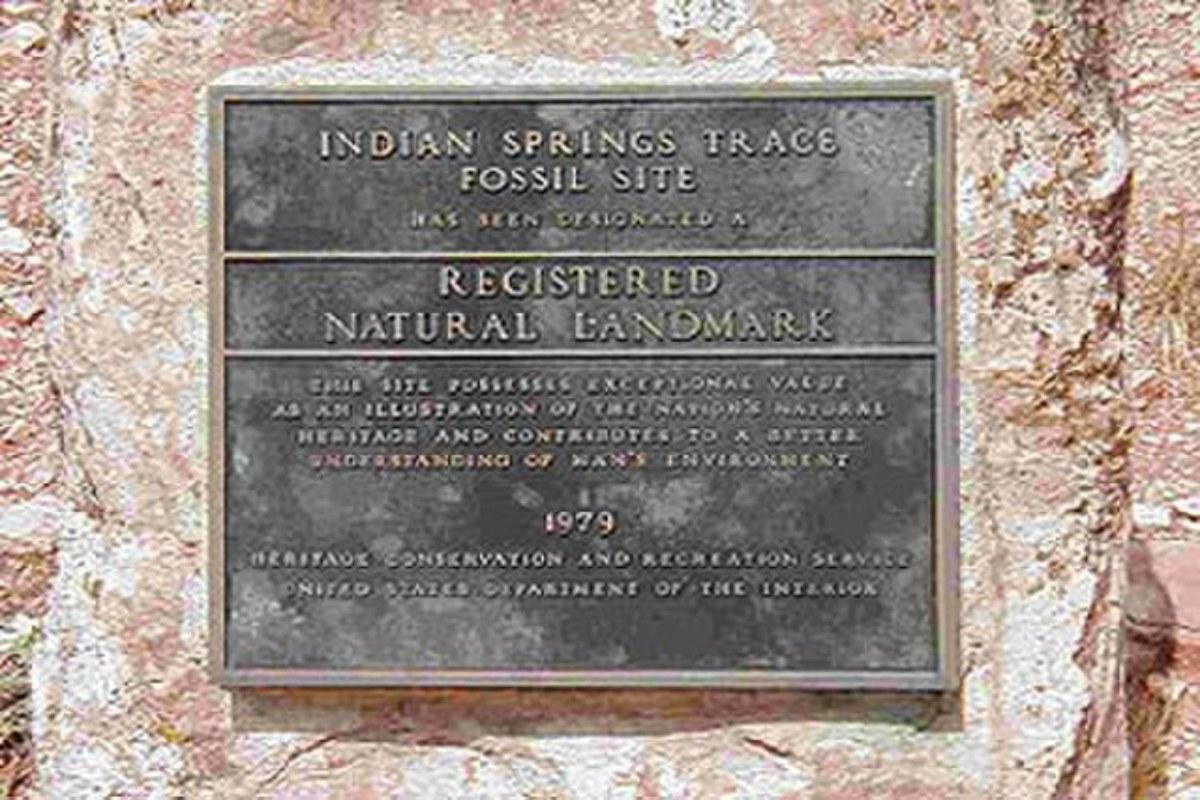 INDIAN SPRINGS TRACE
FOSSIL SITE
HAS BEEN DESIGNATED A
REGISTERED
NATURAL LANDMARK
THIS SITE POSSESSES EXCEPTIONAL VALUE
AS AN ILLUSTRATION OF THE NATION'S NATURAL
HERITAGE AND CONTRIBUTES TO A BETTER
UNDERSTANDING OF MAN'S ENVIRONMENT
1979
HERITAGE CONSERVATION AND RECREATION SERVICE
UNITED STATES DEPARTMENT OF THE INTERIOR